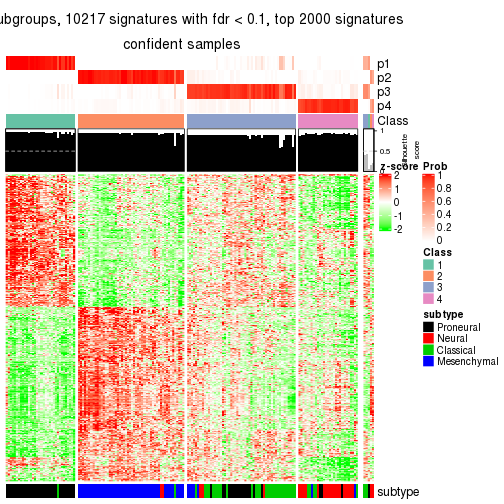 ubgroups, 10217 signatures with fdr < 0.1, top 2000 signatures
confident samples
p1
p2
p3
p4
Class
1
0.5
0
silhouette
score
z-score
2
1
0
-1
-2
Prob
1
0.8
0.6
0.4
0.2
0
Class
1
2
3
4
subtype
Proneural
Neural
Classical
Mesenchymal
subtype